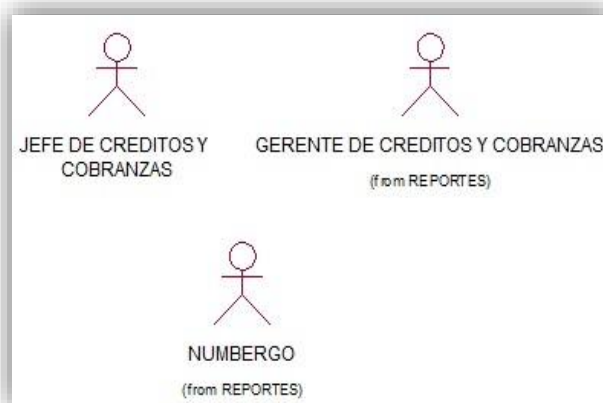 JEFE DE CREDITOS Y
COBRANZAS
GERENTE DE CREDITOS Y COBRANZAS
(from REPORTES)
NUMBERGO
(from REPORTES)